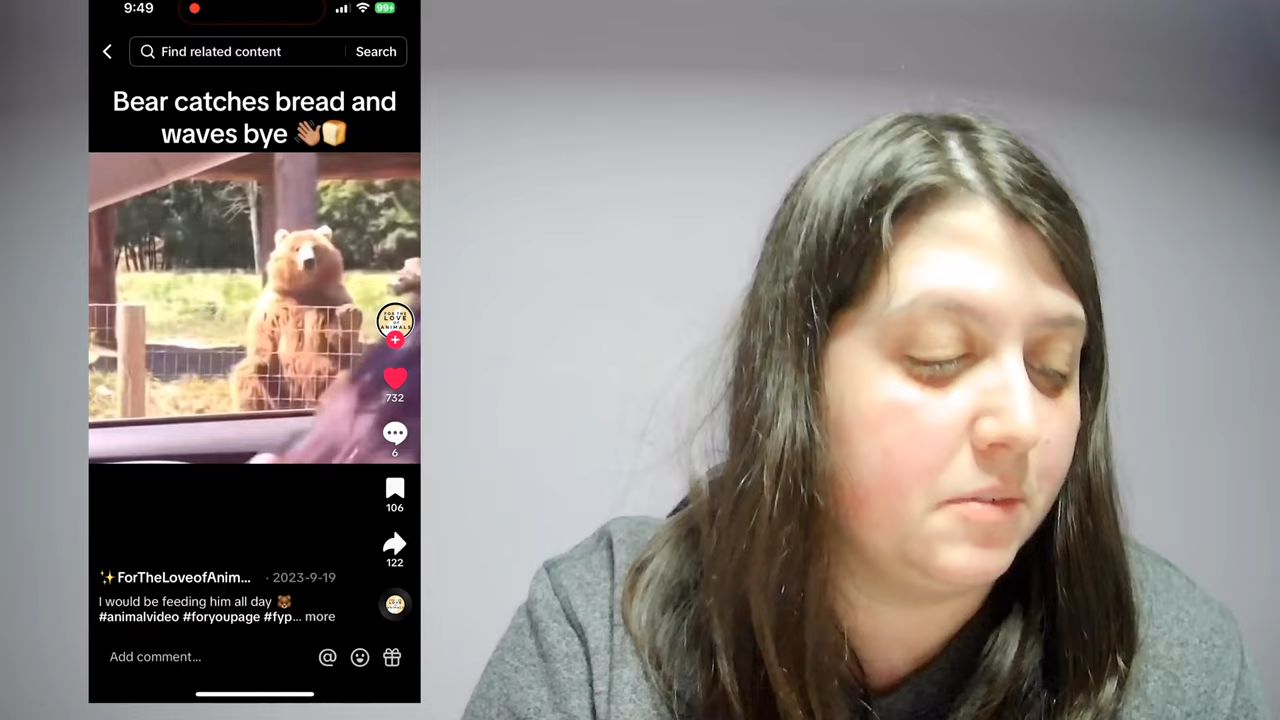 9:49
99+
Find related content
Search
Bear catches bread and
waves bye 👋🏽🍞
FOR THE
LOVE
OF
ANIMALS
732
6
106
122
✨ ForTheLoveofAnim... · 2023-9-19
I would be feeding him all day 🐻
#animalvideo #foryoupage #fyp... more
Add comment...